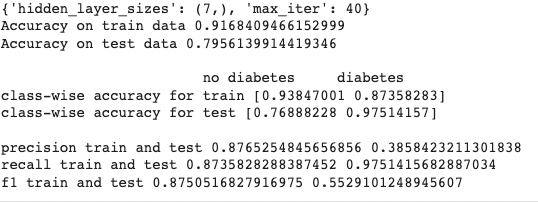 {'hidden_layer_sizes': (7,), 'max_iter': 40}
Accuracy on train data 0.9168409466152999
Accuracy on test data 0.7956139914419346
no diabetes diabetes
class-wise accuracy for train [0.93847001 0.87358283]
class-wise accuracy for test [0.76888228 0.97514157]
precision train and test 0.8765254845656856 0.3858423211301838
recall train and test 0.8735828288387452 0.9751415682887034
f1 train and test 0.8750516827916975 0.5529101248945607